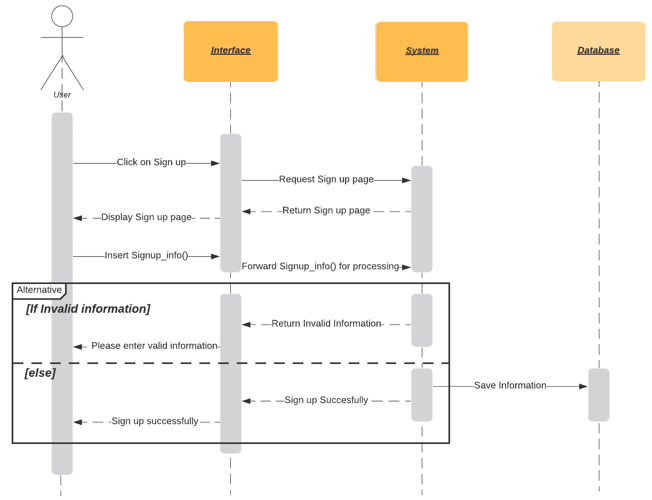 Interface
System
Database
User
Click on Sign up
Request Sign up page
Return Sign up page
Display Sign up page
Insert Signup_info()
Forward Signup_info() for processing
Alternative
[If Invalid information]
Return Invalid Information
Please enter valid information
[else]
Save Information
Sign up Succesfully
Sign up successfully